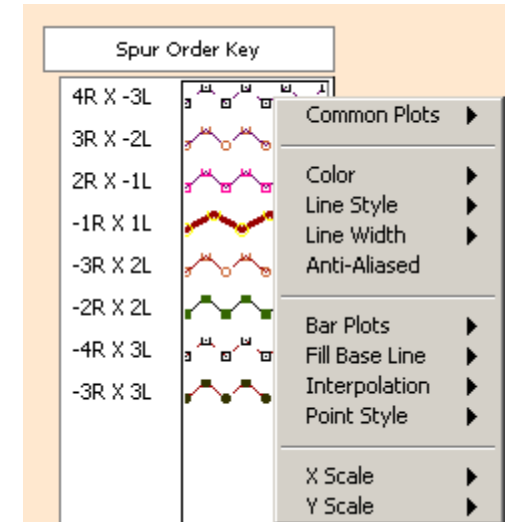 Spur Order Key
4R X -3L
3R X -2L
2R X -1L
-1R X 1L
-3R X 2L
-2R X 2L
-4R X 3L
-3R X 3L
Common Plots
Color
Line Style
Line Width
Anti-Aliased
Bar Plots
Fill Base Line
Interpolation
Point Style
X Scale
Y Scale